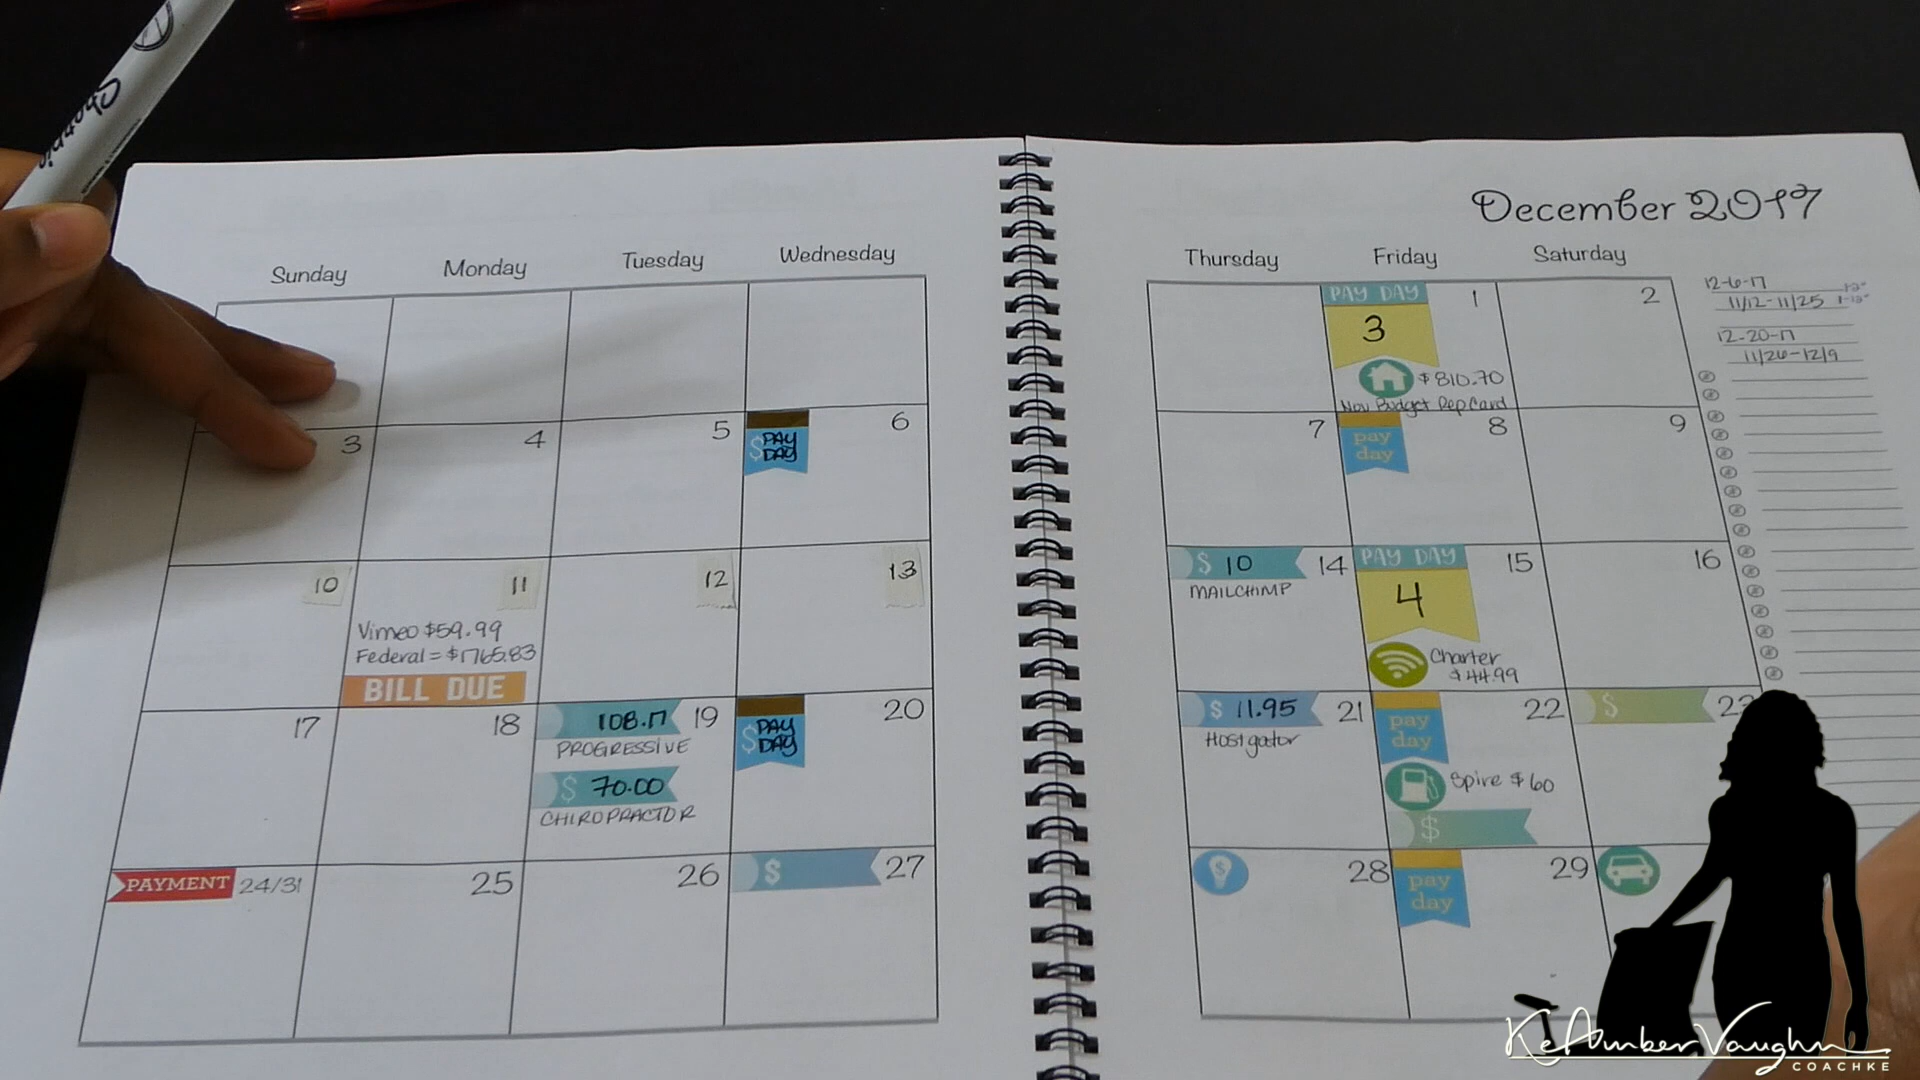 Sharpie
December 2017
Sunday Monday Tuesday Wednesday Thursday Friday Saturday
PAY DAY 1 2
3
$810.70
Nov Budget Rep Card
12-6-17
11/12-11/25
12-20-17
11/26-12/9
3 4 5 $ PAY DAY 6 7 pay day 8 9
10 11 12 13 $ 10 14 PAY DAY 15 16
MAILCHIMP
4
Vimeo $59.99
Federal = $1765.83
BILL DUE
Charter
$44.99
17 18 108.17 19 $ PAY DAY 20 $ 11.95 21 pay day 22 $ 23
PROGRESSIVE
Hostgator
$ 70.00
CHIROPRACTOR
Spire $60
$
PAYMENT 24/31 25 26 $ 27 28 pay day 29
KeAmber Vaughn
COACHKE